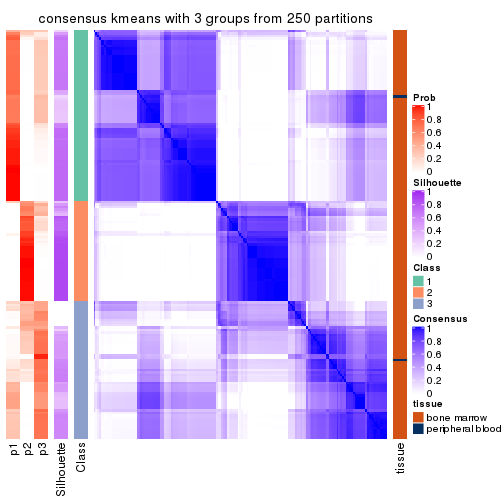 consensus kmeans with 3 groups from 250 partitions
Prob
1
0.8
0.6
0.4
0.2
0
Silhouette
1
0.8
0.6
0.4
0.2
0
Class
1
2
3
Consensus
1
0.8
0.6
0.4
0.2
0
tissue
bone marrow
peripheral blood
p1
p2
p3
Silhouette
Class
tissue